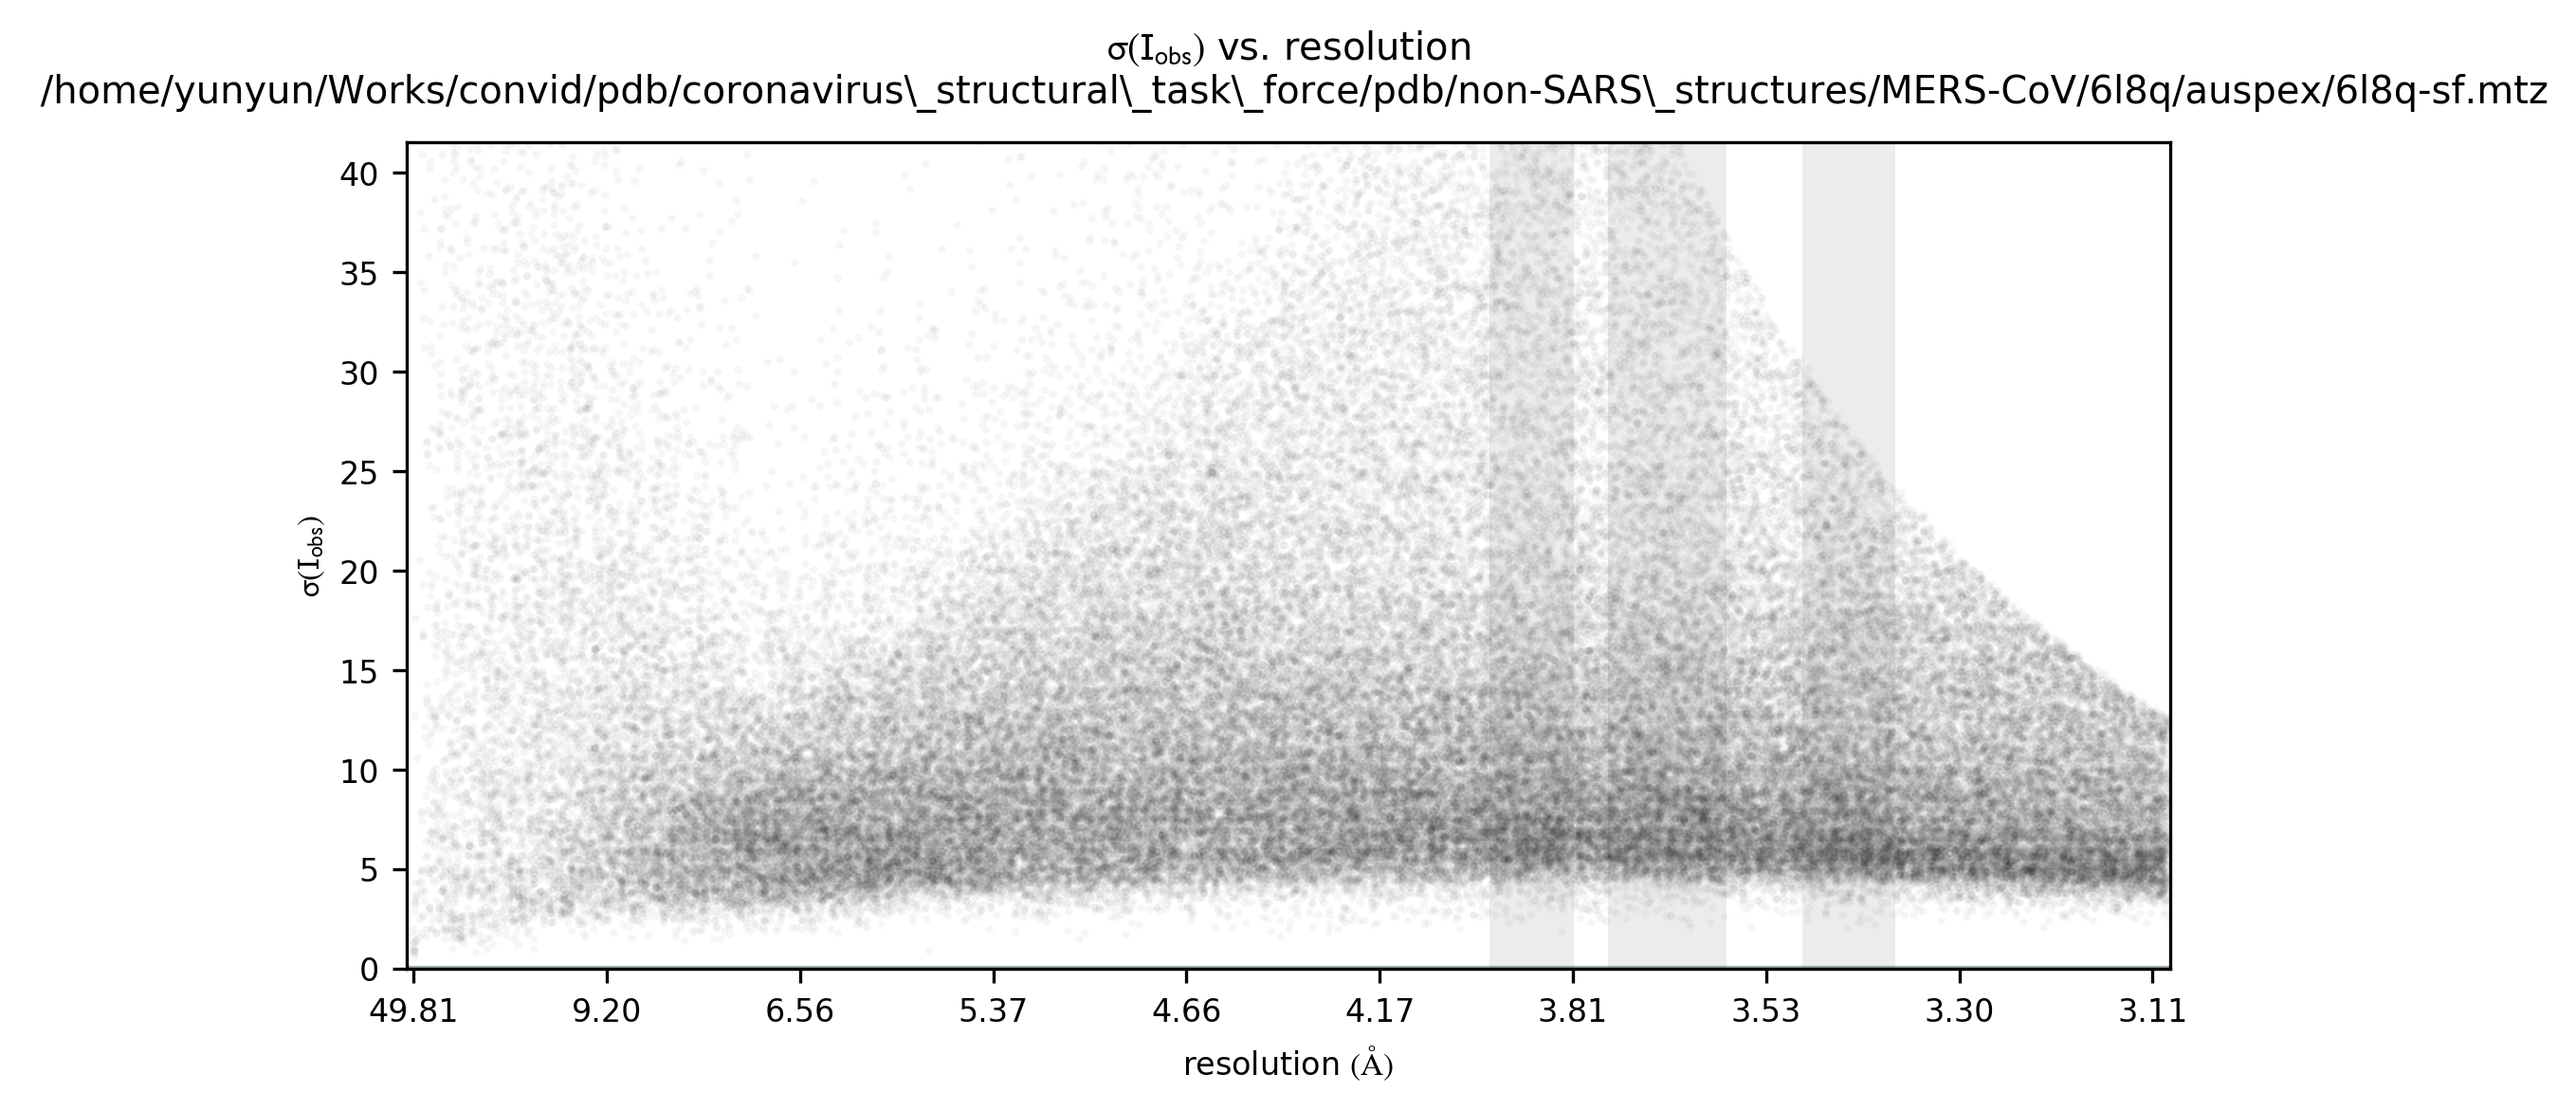 σ(Iobs) vs. resolution
/home/yunyun/Works/convid/pdb/coronavirus\_structural\_task\_force/pdb/non-SARS\_structures/MERS-CoV/6l8q/auspex/6l8q-sf.mtz
40
35
30
25
20
15
10
5
0
σ(Iobs)
49.81 9.20 6.56 5.37 4.66 4.17 3.81 3.53 3.30 3.11
resolution (Å)